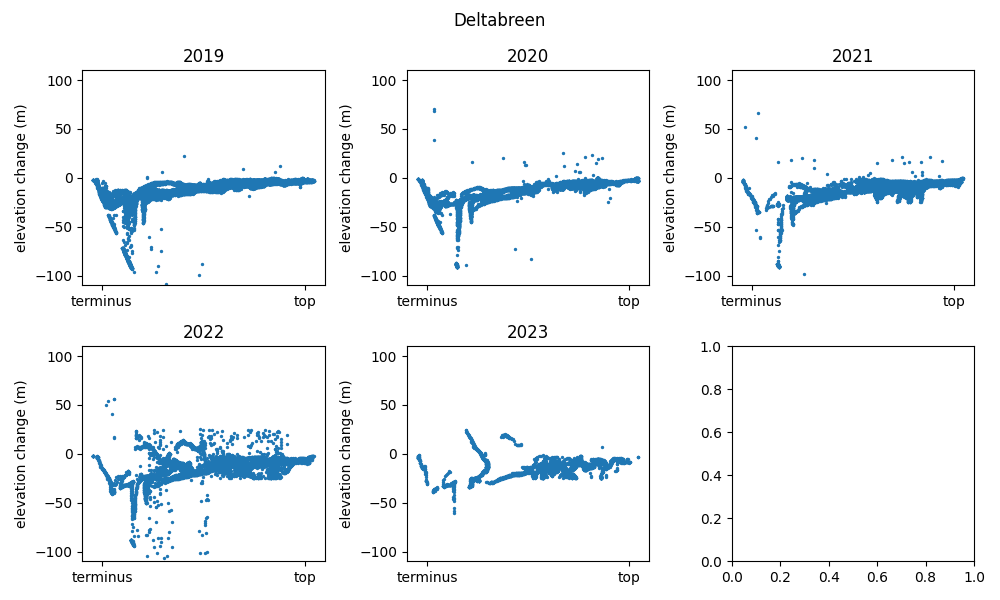 Deltabreen
2019
2020
2021
elevation change (m)
100
50
0
−50
−100
terminus
top
elevation change (m)
100
50
0
−50
−100
terminus
top
elevation change (m)
100
50
0
−50
−100
terminus
top
2022
2023
elevation change (m)
100
50
0
−50
−100
terminus
top
elevation change (m)
100
50
0
−50
−100
terminus
top
1.0
0.8
0.6
0.4
0.2
0.0
0.0 0.2 0.4 0.6 0.8 1.0